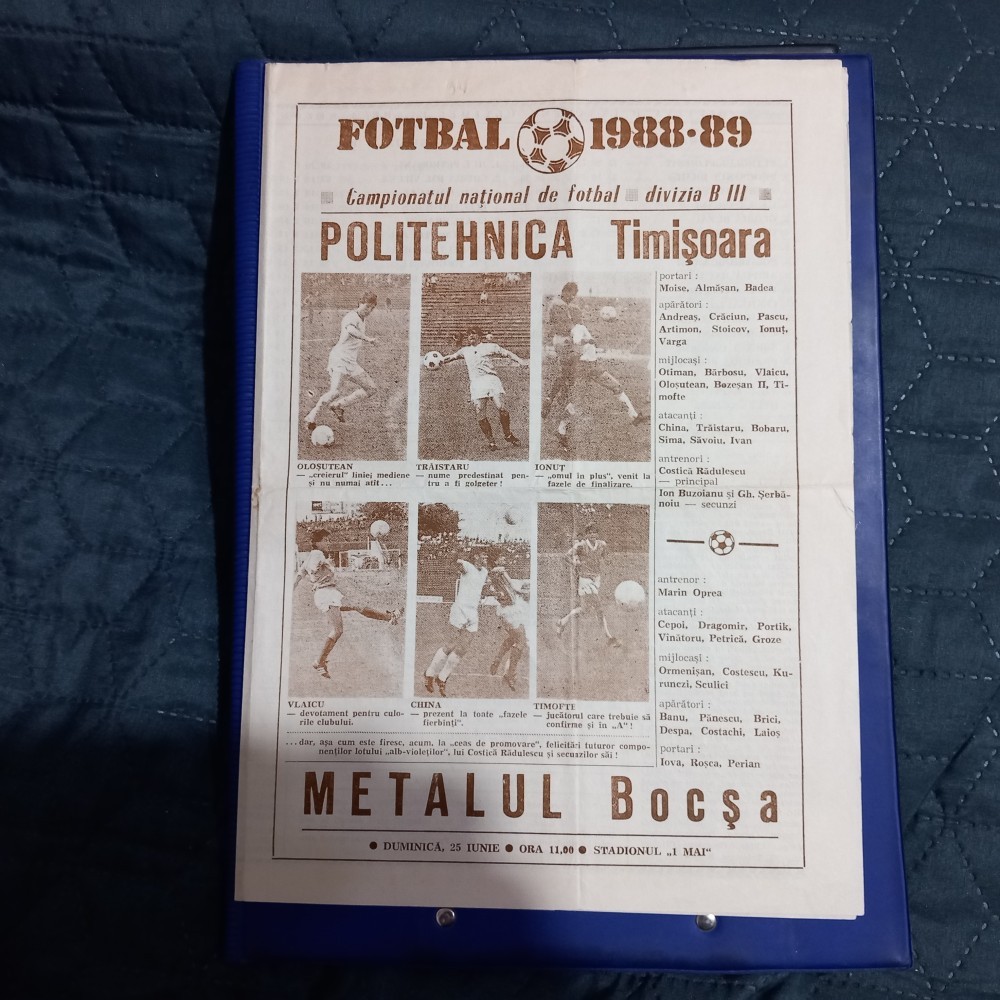 FOTBAL 1988·89
Campionatul național de fotbal divizia B III
POLITEHNICA Timișoara
portari :
Moise, Almășan, Badea
apărători :
Andreaș, Crăciun, Pascu,
Artimon, Stoicov, Ionuț,
Varga
mijlocași :
Otiman, Bărbosu, Vlaicu,
Oloșutean, Bozeșan II, Ti-
mofte
atacanți :
China, Trăistaru, Bobaru,
Sima, Săvoiu, Ivan
antrenori :
Costică Rădulescu
— principal
Ion Buzoianu și Gh. Șerbă-
noiu — secunzi
OLOȘUTEAN
— „creierul” liniei mediene
și nu numai atît...
TRĂISTARU
— nume predestinat pen-
tru a fi golgeter !
IONUȚ
— „omul în plus”, venit la
fazele de finalizare.
VLAICU
— devotament pentru culo-
rile clubului.
CHINA
— prezent la toate „fazele
fierbinți”.
TIMOFTE
— jucătorul care trebuie să
confirme și în „A” !
antrenor :
Marin Oprea
atacanți :
Cepoi, Dragomir, Portik,
Vinătoru, Petrică, Groze
mijlocași :
Ormenișan, Costescu, Ku-
runczi, Sculici
apărători :
Banu, Pănescu, Brici,
Despa, Costachi, Laioș
portari :
Iova, Roșca, Perian
...dar, așa cum este firesc, acum, la „ceas de promovare”, felicitări tuturor compo-
nenților lotului „alb-violeților”, lui Costică Rădulescu și secunzilor săi !
METALUL Bocșa
● DUMINICĂ, 25 IUNIE ● ORA 11,00 ● STADIONUL „1 MAI“